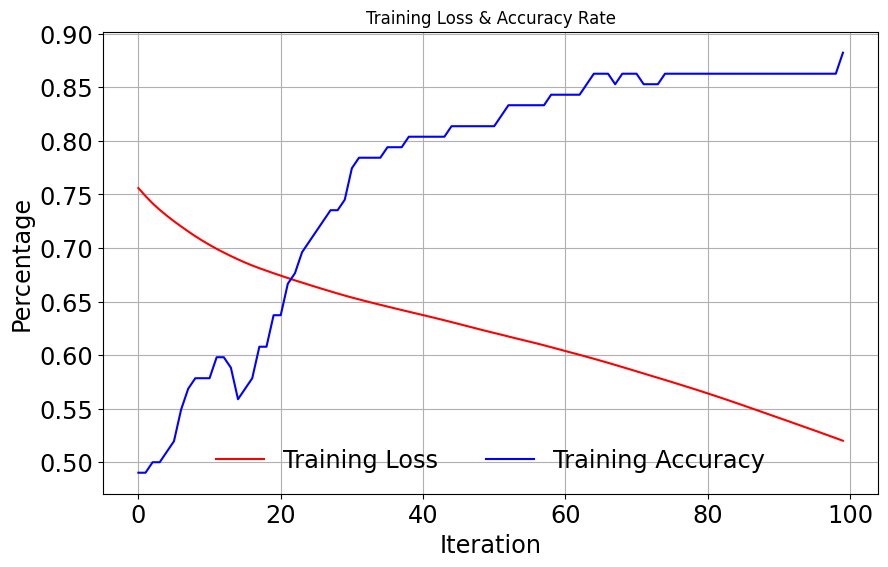 Training Loss & Accuracy Rate
0.90
0.85
0.80
0.75
0.70
0.65
0.60
0.55
0.50
Percentage
Training Loss
Training Accuracy
0 20 40 60 80 100
Iteration